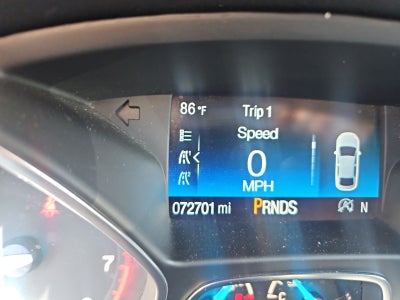 86 °F Trip 1
Speed
0
MPH
072701 mi PRNDS N
7
C